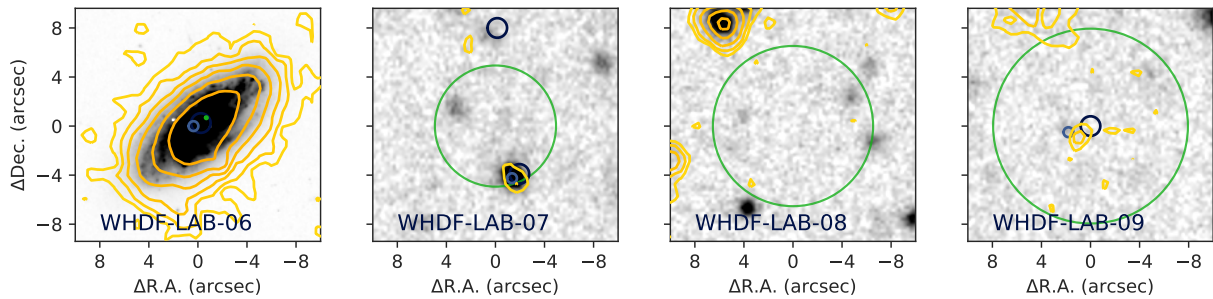 8
4
0
−4
−8
ΔDec. (arcsec)
WHDF-LAB-06
WHDF-LAB-07
WHDF-LAB-08
WHDF-LAB-09
8 4 0 −4 −8
8 4 0 −4 −8
8 4 0 −4 −8
8 4 0 −4 −8
ΔR.A. (arcsec)
ΔR.A. (arcsec)
ΔR.A. (arcsec)
ΔR.A. (arcsec)